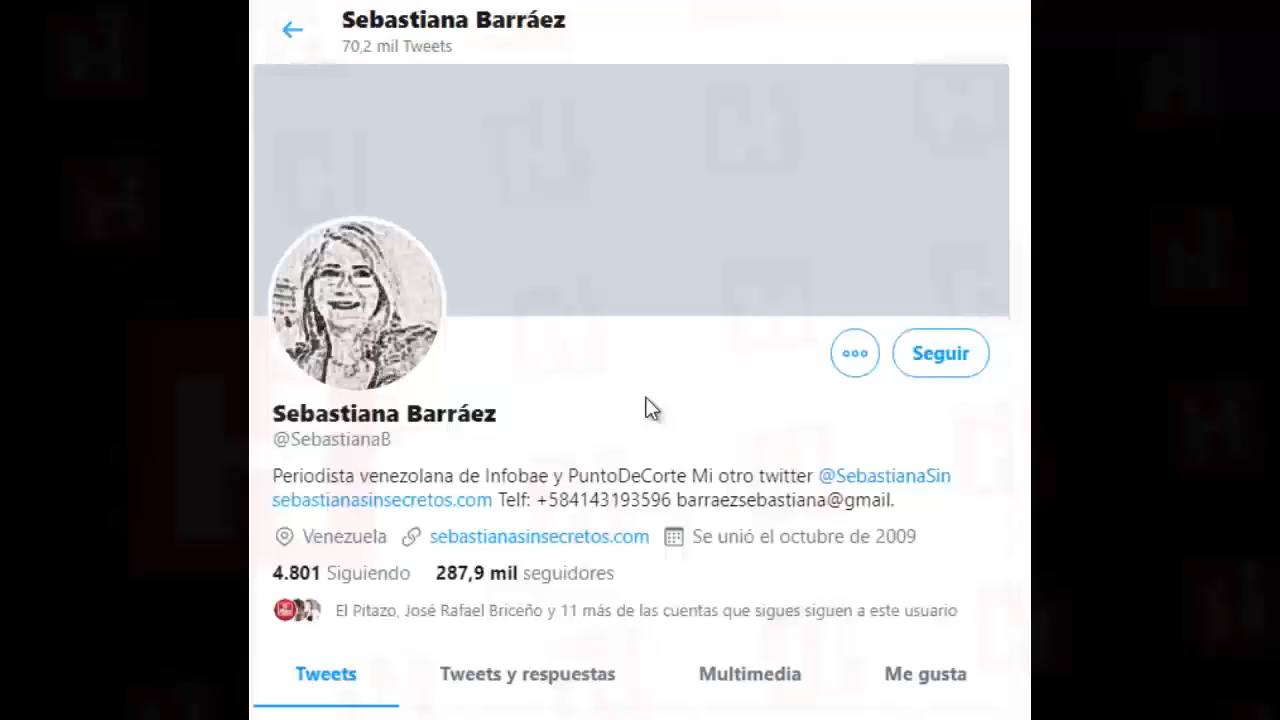 Sebastiana Barráez
70,2 mil Tweets
Seguir
Sebastiana Barráez
@SebastianaB
Periodista venezolana de Infobae y PuntoDeCorte Mi otro twitter @SebastianaSin
sebastianasinsecretos.com Telf: +584143193596 barraezsebastiana@gmail.
Venezuela sebastianasinsecretos.com Se unió el octubre de 2009
4.801 Siguiendo 287,9 mil seguidores
El Pitazo, José Rafael Briceño y 11 más de las cuentas que sigues siguen a este usuario
Tweets Tweets y respuestas Multimedia Me gusta